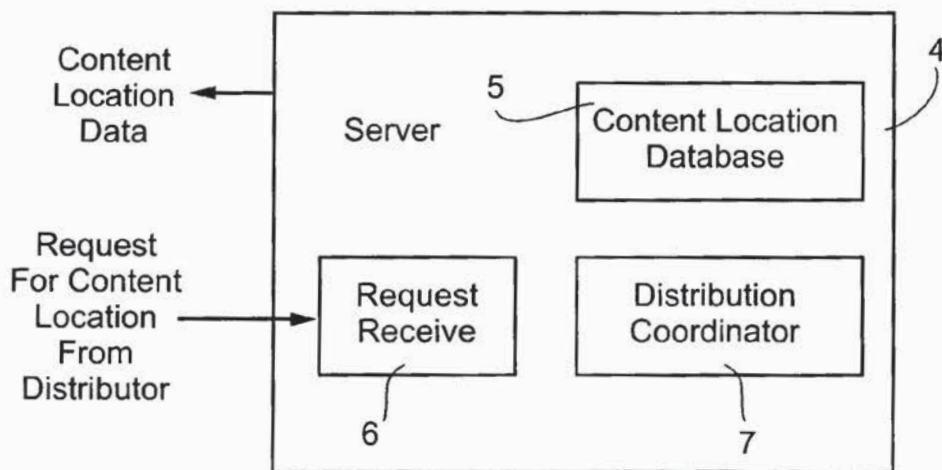 Content
Location
Data
Server
5
Content Location
Database
4
Request
For Content
Location
From
Distributor
Request
Receive
6
Distribution
Coordinator
7